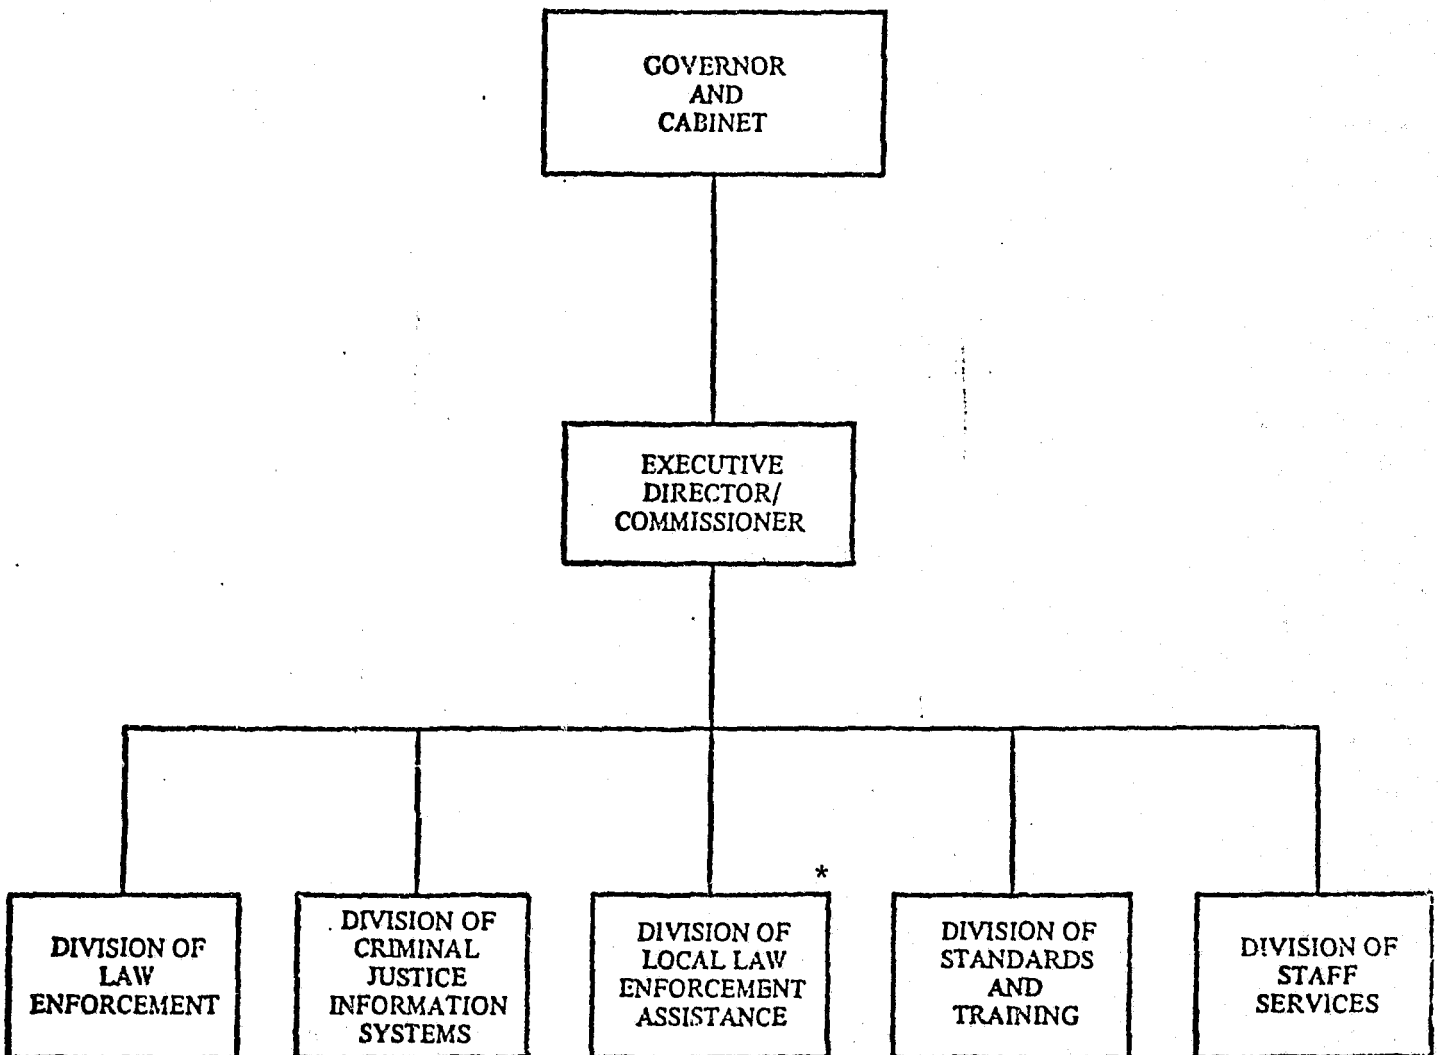 GOVERNOR
AND
CABINET
EXECUTIVE
DIRECTOR/
COMMISSIONER
*
DIVISION OF
LAW
ENFORCEMENT
DIVISION OF
CRIMINAL
JUSTICE
INFORMATION
SYSTEMS
DIVISION OF
LOCAL LAW
ENFORCEMENT
ASSISTANCE
DIVISION OF
STANDARDS
AND
TRAINING
DIVISION OF
STAFF
SERVICES